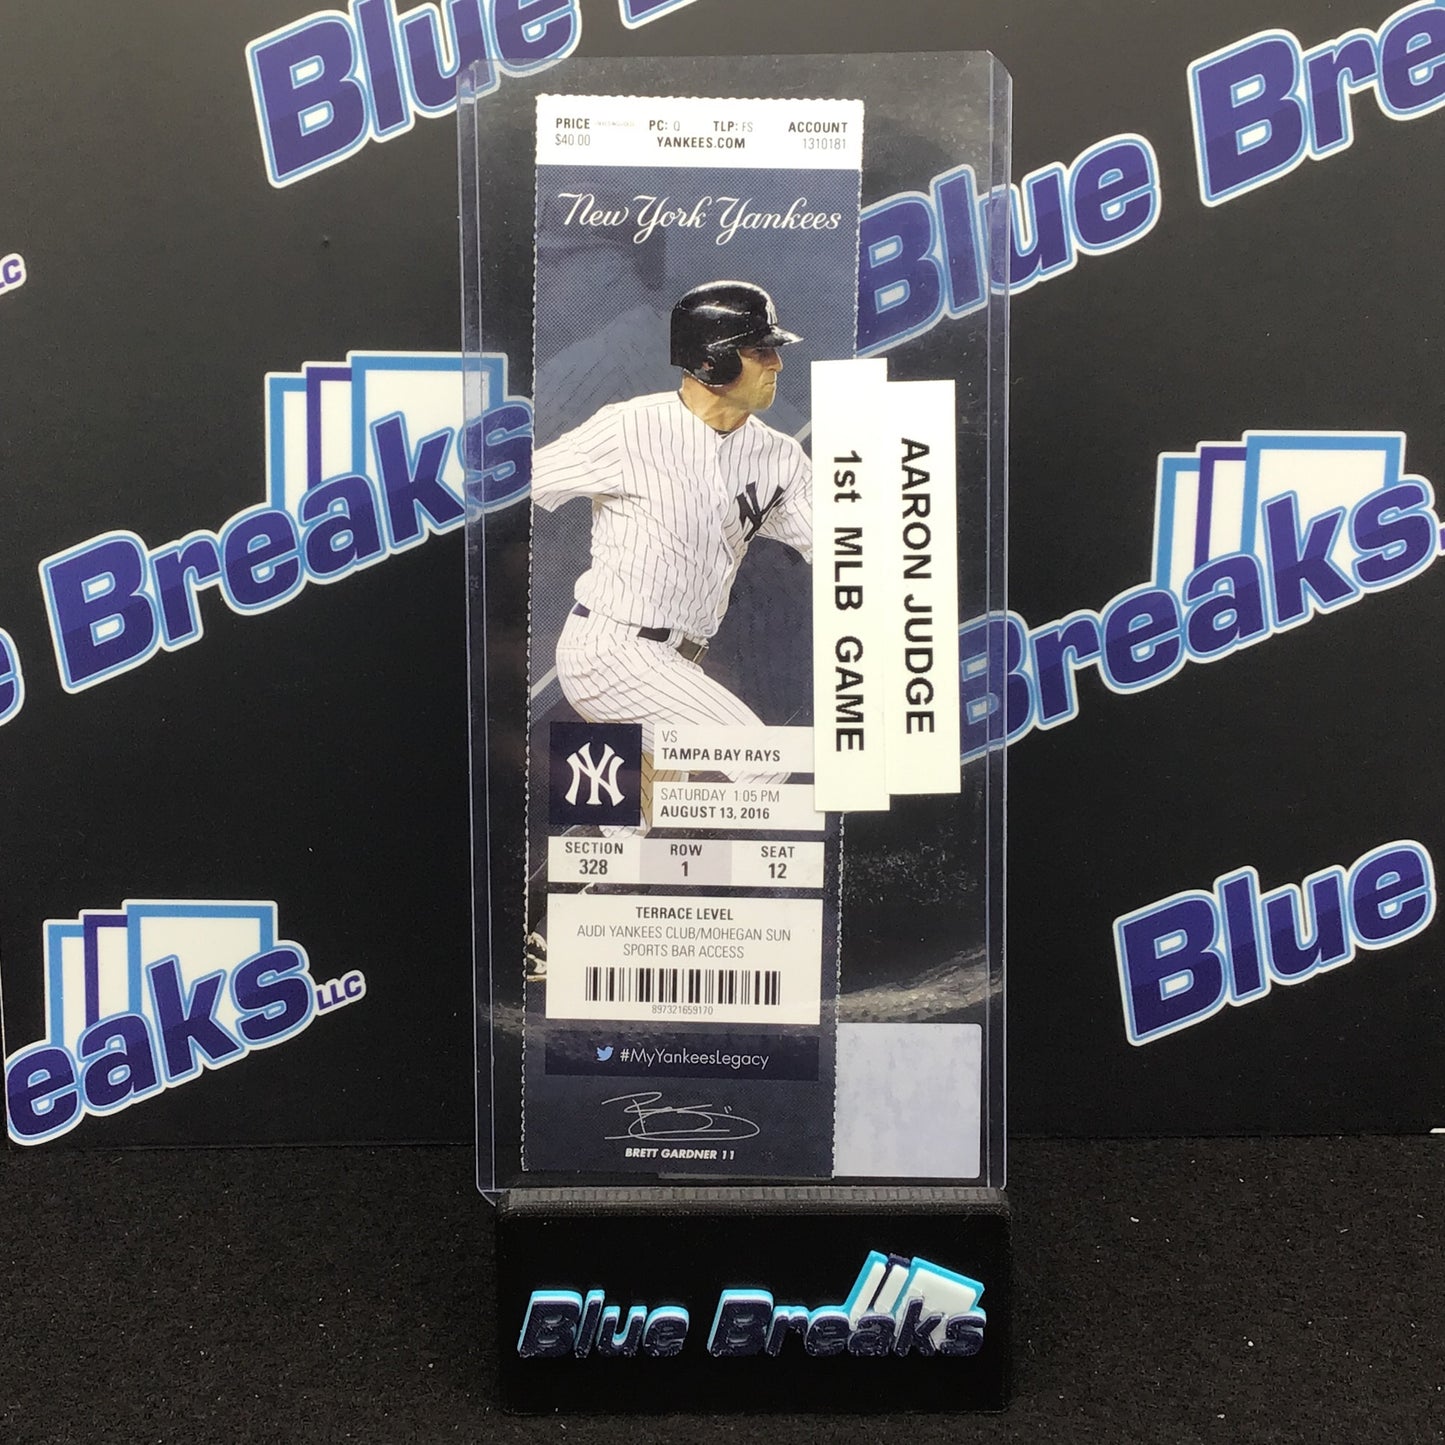 Blue B
Blue Brea
LLC
Breaks
Breaks.
Blue
Breaks LLC
PRICE
$40.00
PC: Q
TLP: FS
YANKEES.COM
ACCOUNT
1310181
New York Yankees
1st MLB GAME
AARON JUDGE
NY
VS
TAMPA BAY RAYS
SATURDAY 1:05 PM
AUGUST 13, 2016
SECTION
328
ROW
1
SEAT
12
TERRACE LEVEL
AUDI YANKEES CLUB/MOHEGAN SUN
SPORTS BAR ACCESS
897321659170
#MyYankeesLegacy
BRETT GARDNER 11
Blue Breaks